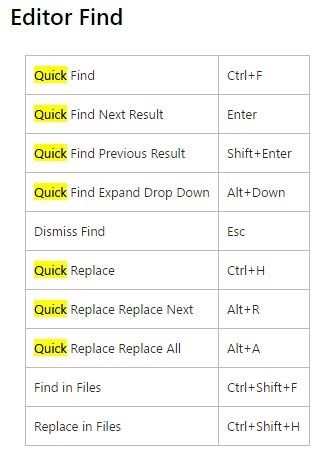 Editor Find
Quick Find Ctrl+F
Quick Find Next Result Enter
Quick Find Previous Result Shift+Enter
Quick Find Expand Drop Down Alt+Down
Dismiss Find Esc
Quick Replace Ctrl+H
Quick Replace Replace Next Alt+R
Quick Replace Replace All Alt+A
Find in Files Ctrl+Shift+F
Replace in Files Ctrl+Shift+H